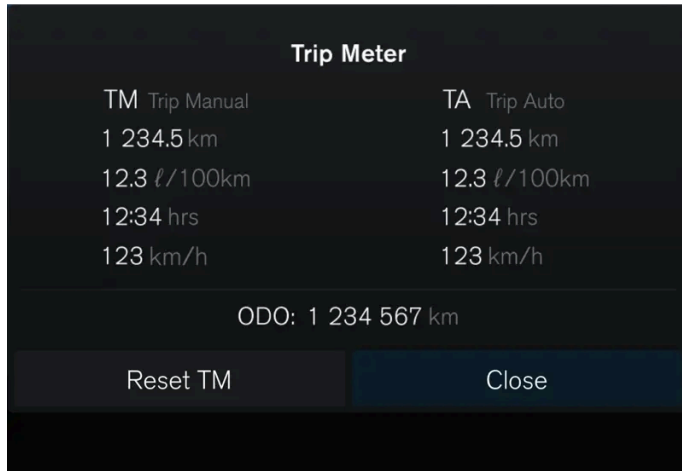 Trip Meter
TM Trip Manual
1 234.5 km
12.3 ℓ/100km
12:34 hrs
123 km/h
TA Trip Auto
1 234.5 km
12.3 ℓ/100km
12:34 hrs
123 km/h
ODO: 1 234 567 km
Reset TM
Close